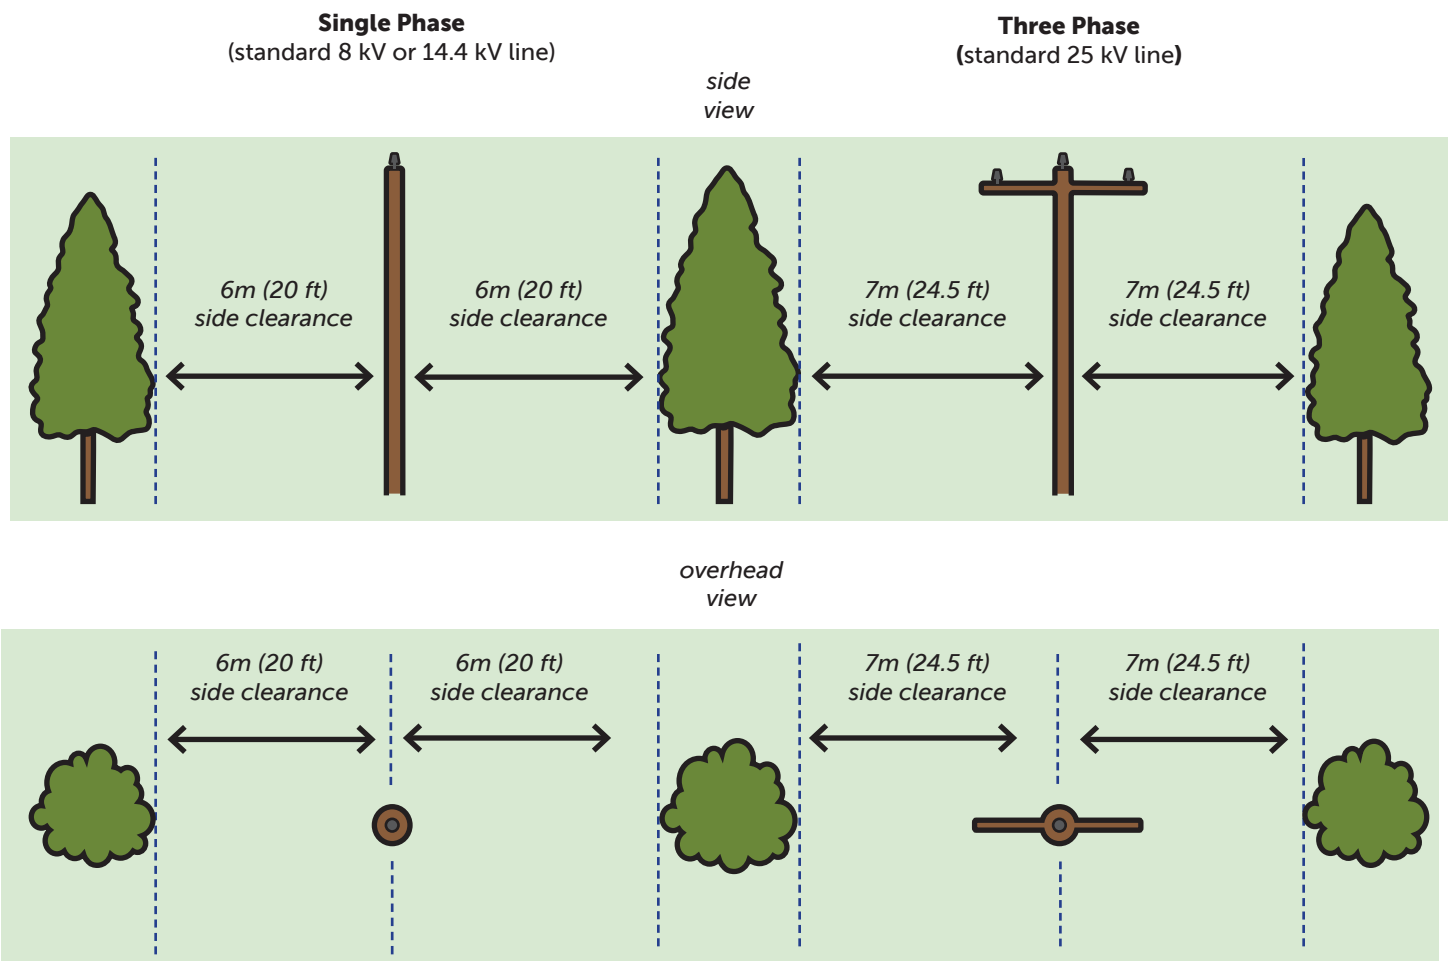 Single Phase
(standard 8 kV or 14.4 kV line)
Three Phase
(standard 25 kV line)
side
view
6m (20 ft)
side clearance
6m (20 ft)
side clearance
7m (24.5 ft)
side clearance
7m (24.5 ft)
side clearance
overhead
view
6m (20 ft)
side clearance
6m (20 ft)
side clearance
7m (24.5 ft)
side clearance
7m (24.5 ft)
side clearance